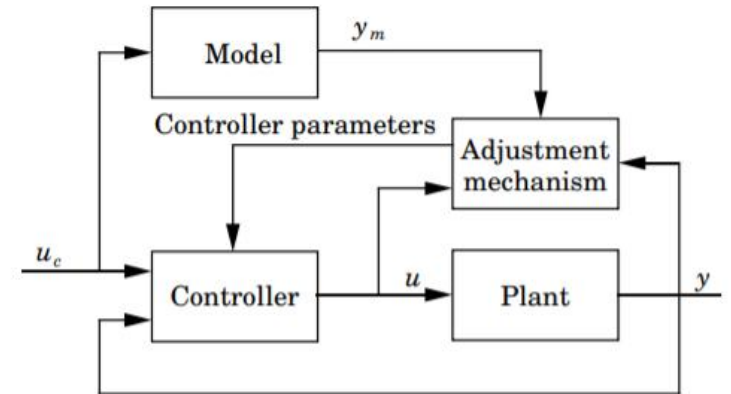 y_m
Model
Controller parameters
Adjustment
mechanism
u_c
Controller
u
Plant
y